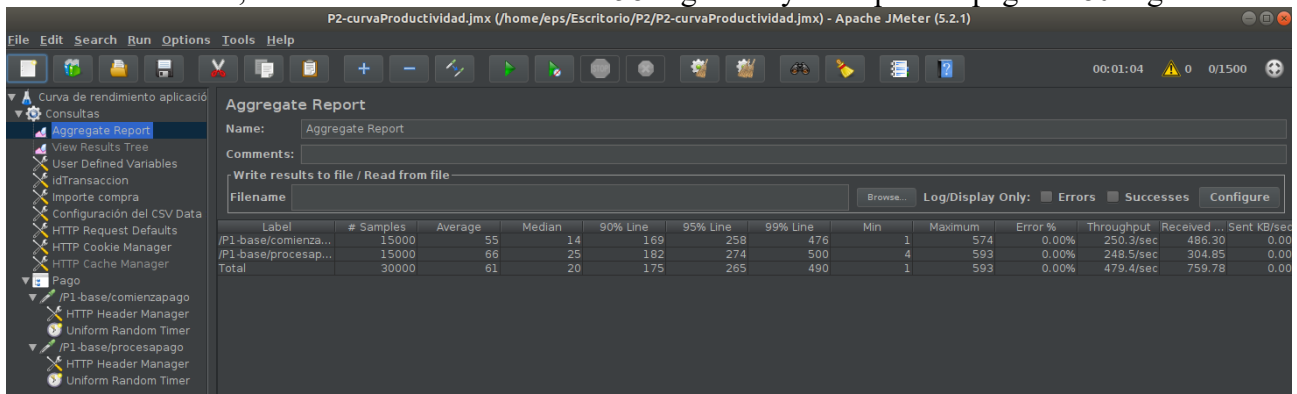 P2-curvaProductividad.jmx (/home/eps/Escritorio/P2/P2-curvaProductividad.jmx) - Apache JMeter (5.2.1)
File Edit Search Run Options Tools Help
00:01:04 0 0/1500
Curva de rendimiento aplicació
Consultas
Aggregate Report
View Results Tree
User Defined Variables
idTransaccion
Importe compra
Configuración del CSV Data
HTTP Request Defaults
HTTP Cookie Manager
HTTP Cache Manager
Pago
/P1-base/comienzapago
HTTP Header Manager
Uniform Random Timer
/P1-base/procesapago
HTTP Header Manager
Uniform Random Timer
Aggregate Report
Name: Aggregate Report
Comments:
Write results to file / Read from file
Filename Browse... Log/Display Only: Errors Successes Configure
Label # Samples Average Median 90% Line 95% Line 99% Line Min Maximum Error % Throughput Received ... Sent KB/sec
/P1-base/comienza... 15000 55 14 169 258 476 1 574 0.00% 250.3/sec 486.30 0.00
/P1-base/procesap... 15000 66 25 182 274 500 4 593 0.00% 248.5/sec 304.85 0.00
Total 30000 61 20 175 265 490 1 593 0.00% 479.4/sec 759.78 0.00